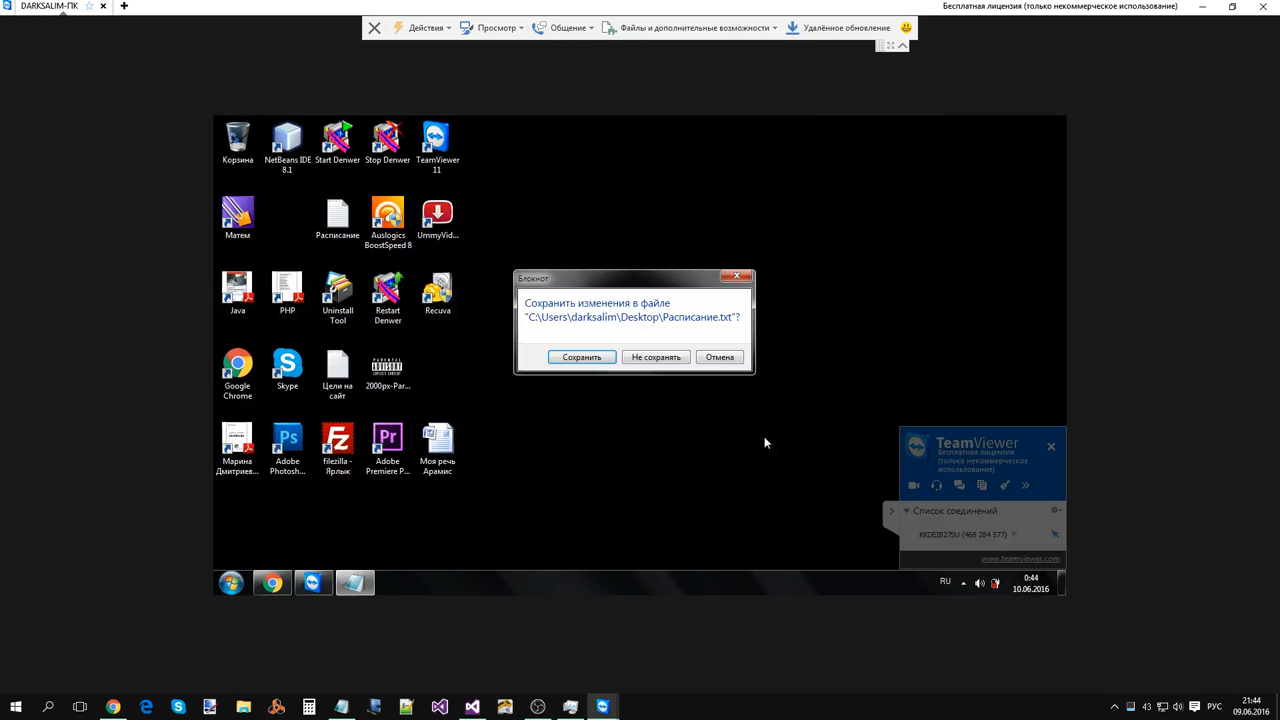 DARKSALIM-ПК
Бесплатная лицензия (только некоммерческое использование)
Действия
Просмотр
Общение
Файлы и дополнительные возможности
Удалённое обновление
Корзина
NetBeans IDE
8.1
Start Denwer
Stop Denwer
TeamViewer
11
Матем
Расписание
Auslogics
BoostSpeed 8
UmmyVid...
Java
PHP
Uninstall
Tool
Restart
Denwer
Recuva
Google
Chrome
Skype
Цели на
сайт
2000px-Par...
Марина
Дмитриев...
Adobe
Photosh...
filezilla -
Ярлык
Adobe
Premiere P...
Моя речь
Арамис
Блокнот
Сохранить изменения в файле
"C:\Users\darksalim\Desktop\Расписание.txt"?
Сохранить
Не сохранять
Отмена
TeamViewer
Бесплатная лицензия
(только некоммерческое
использование)
Список соединений
www.teamviewer.com
RU
0:44
10.06.2016
43
РУС
21:44
09.06.2016